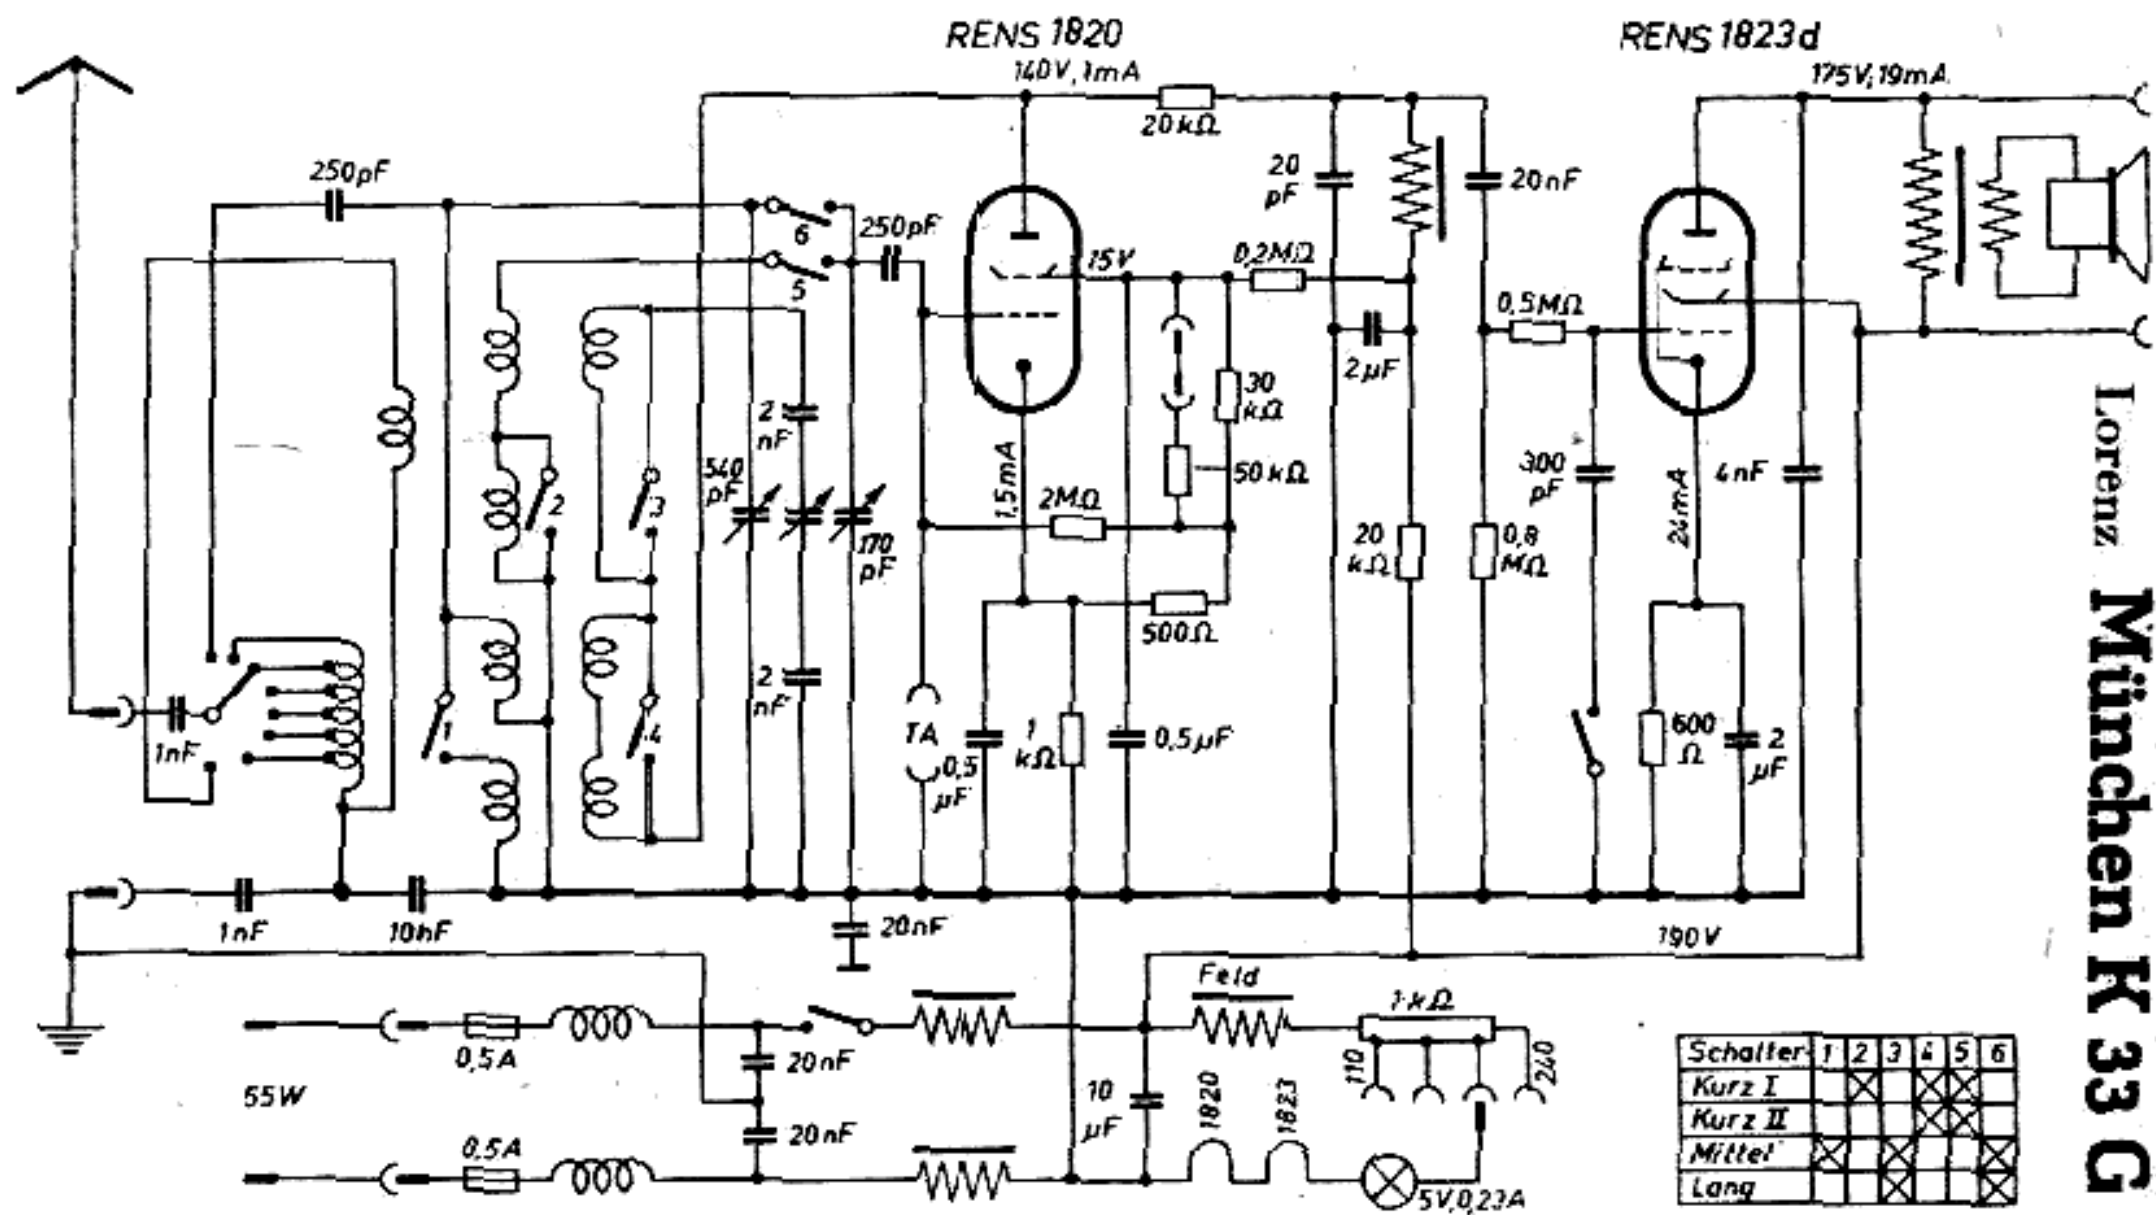 RENS 1820
140V, 1mA
RENS 1823d
175V, 19mA
20kΩ
250pF
6
5
250pF
15V
20
pF
0,2MΩ
20nF
0,5MΩ
2µF
30
kΩ
50kΩ
2
nF
540
pF
170
pF
2
3
1,5mA
2MΩ
20
kΩ
0,8
MΩ
300
pF
24mA
4nF
500Ω
2
nF
1
4
1nF
TA
0,5
µF
1
kΩ
0,5µF
600
Ω
2
µF
1nF
10nF
20nF
190V
Feld
1kΩ
0,5A
20nF
110
240
55W
10
µF
1820
1823
20nF
0,5A
5V,0,23A
Schalter 1 2 3 4 5 6
Kurz I
Kurz II
Mittel
Lang
Lorenz München K 33 G